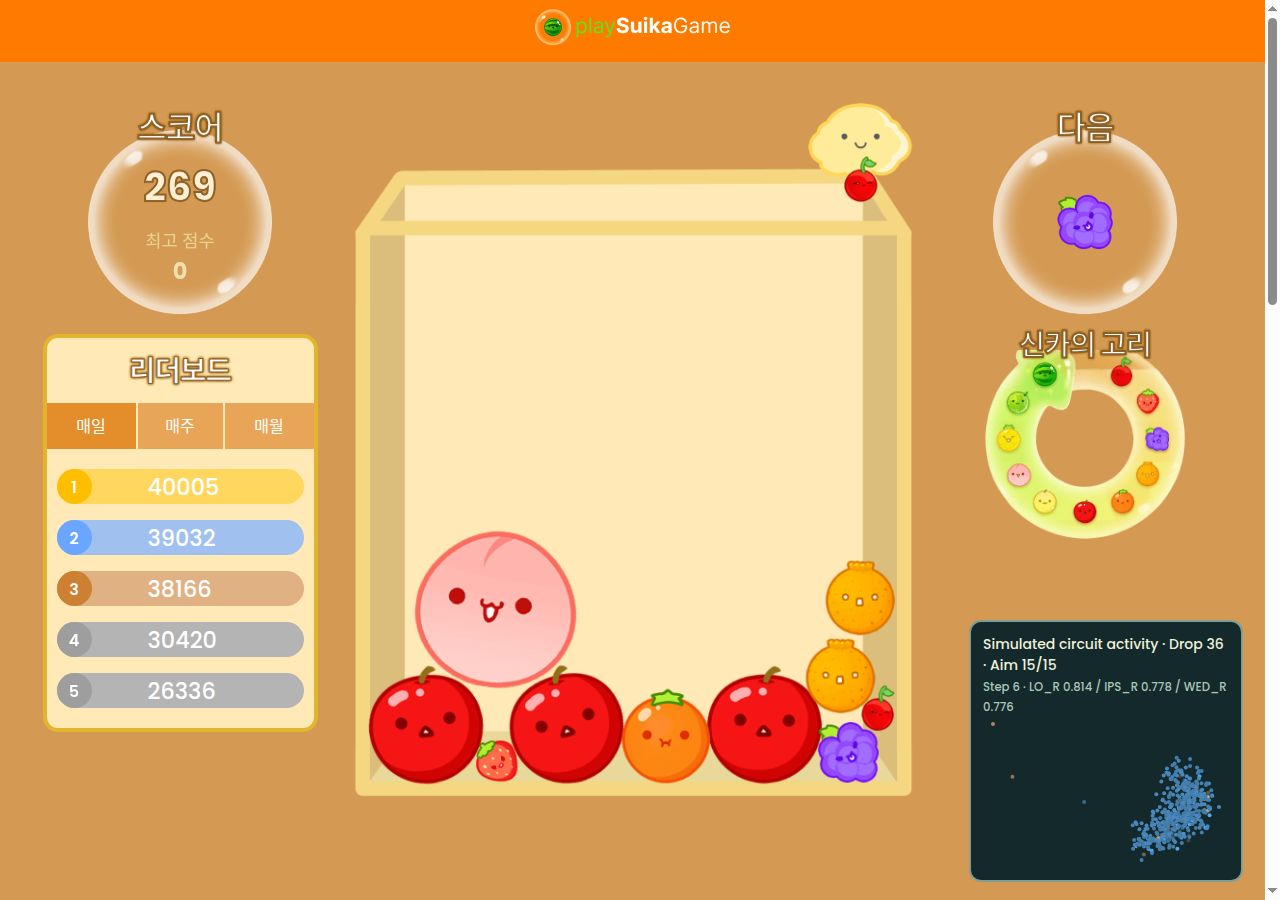 playSuikaGame
스코어
269
최고 점수
0
다음
리더보드
매일 매주 매월
1 40005
2 39032
3 38166
4 30420
5 26336
신카의 고리
Simulated circuit activity · Drop 36
· Aim 15/15
Step 6 · LO_R 0.814 / IPS_R 0.778 / WED_R
0.776